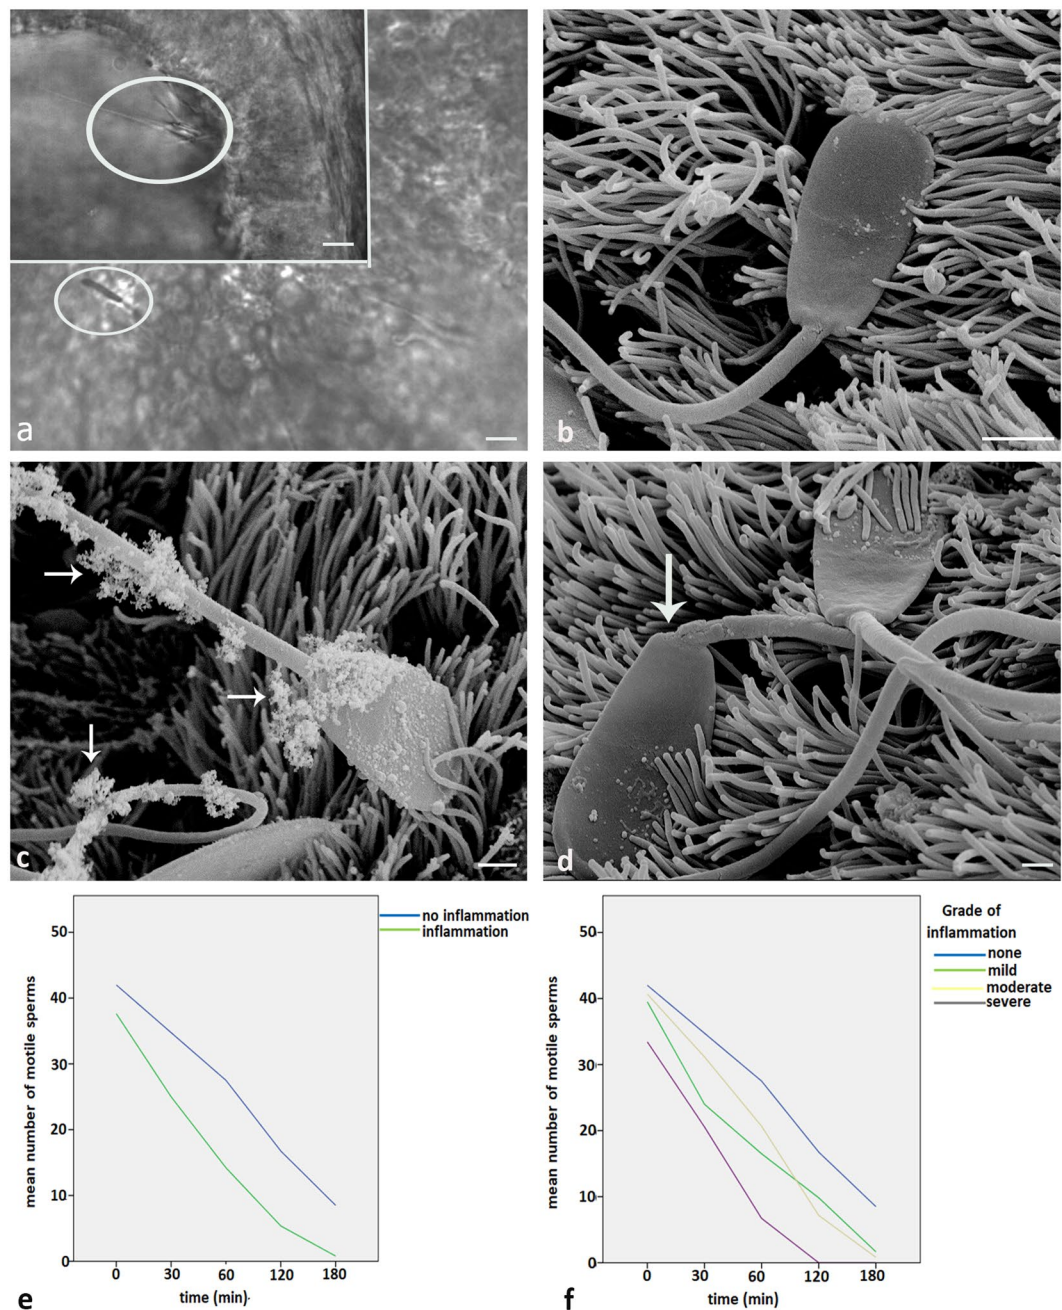 a
b
c
d
no inflammation
inflammation
50
40
30
20
10
0
mean number of motile sperms
0 30 60 120 180
time (min).
e
Grade of
inflammation
none
mild
moderate
severe
50
40
30
20
10
0
mean number of motile sperms
0 30 60 120 180
time (min)
f